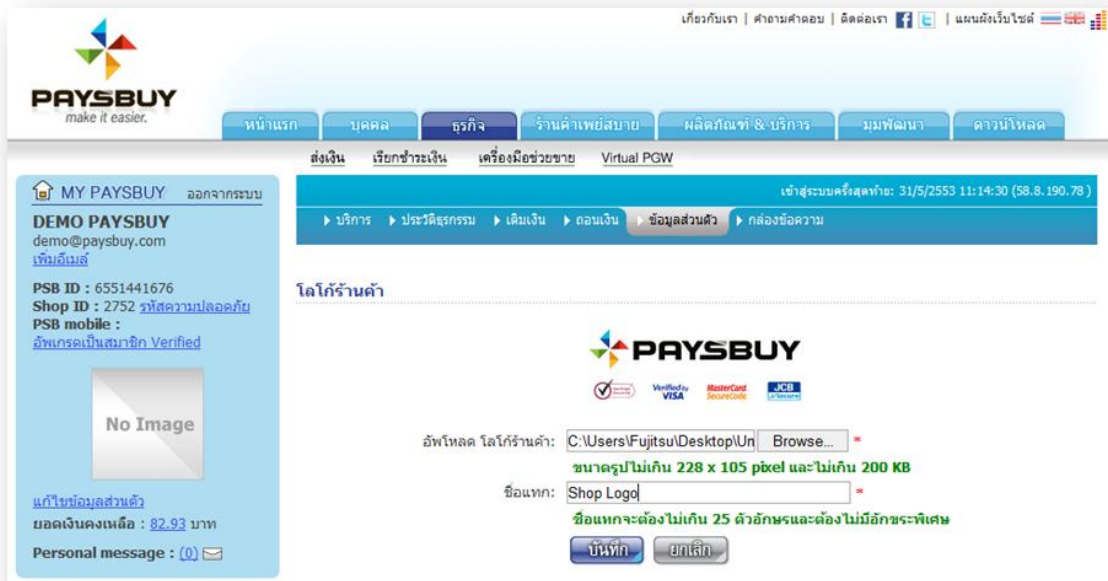 เกี่ยวกับเรา | คำถามคำตอบ | ติดต่อเรา | แผนผังเว็บไซต์
PAYSBUY
make it easier.
หน้าแรก บุคคล ธุรกิจ ร้านค้าเพย์สบาย ผลิตภัณฑ์ & บริการ มุมพัฒนา ดาวน์โหลด
ส่งเงิน เรียกชำระเงิน เครื่องมือช่วยขาย Virtual PGW
MY PAYSBUY ออกจากระบบ
เข้าสู่ระบบครั้งสุดท้าย: 31/5/2553 11:14:30 (58.8.190.78 )
บริการ ประวัติธุรกรรม เติมเงิน ถอนเงิน ข้อมูลส่วนตัว กล่องข้อความ
DEMO PAYSBUY
demo@paysbuy.com
เพิ่มอีเมล์
PSB ID : 6551441676
Shop ID : 2752 รหัสความปลอดภัย
PSB mobile :
อัพเกรดเป็นสมาชิก Verified
No Image
แก้ไขข้อมูลส่วนตัว
ยอดเงินคงเหลือ : 82.93 บาท
Personal message : (0)
โลโก้ร้านค้า
PAYSBUY
Verified by VISA MasterCard SecureCode JCB
อัพโหลด โลโก้ร้านค้า: C:\Users\Fujitsu\Desktop\Un Browse... *
ขนาดรูปไม่เกิน 228 x 105 pixel และไม่เกิน 200 KB
ชื่อแทก: Shop Logo *
ชื่อแทกจะต้องไม่เกิน 25 ตัวอักษรและต้องไม่มีอักขระพิเศษ
บันทึก ยกเลิก